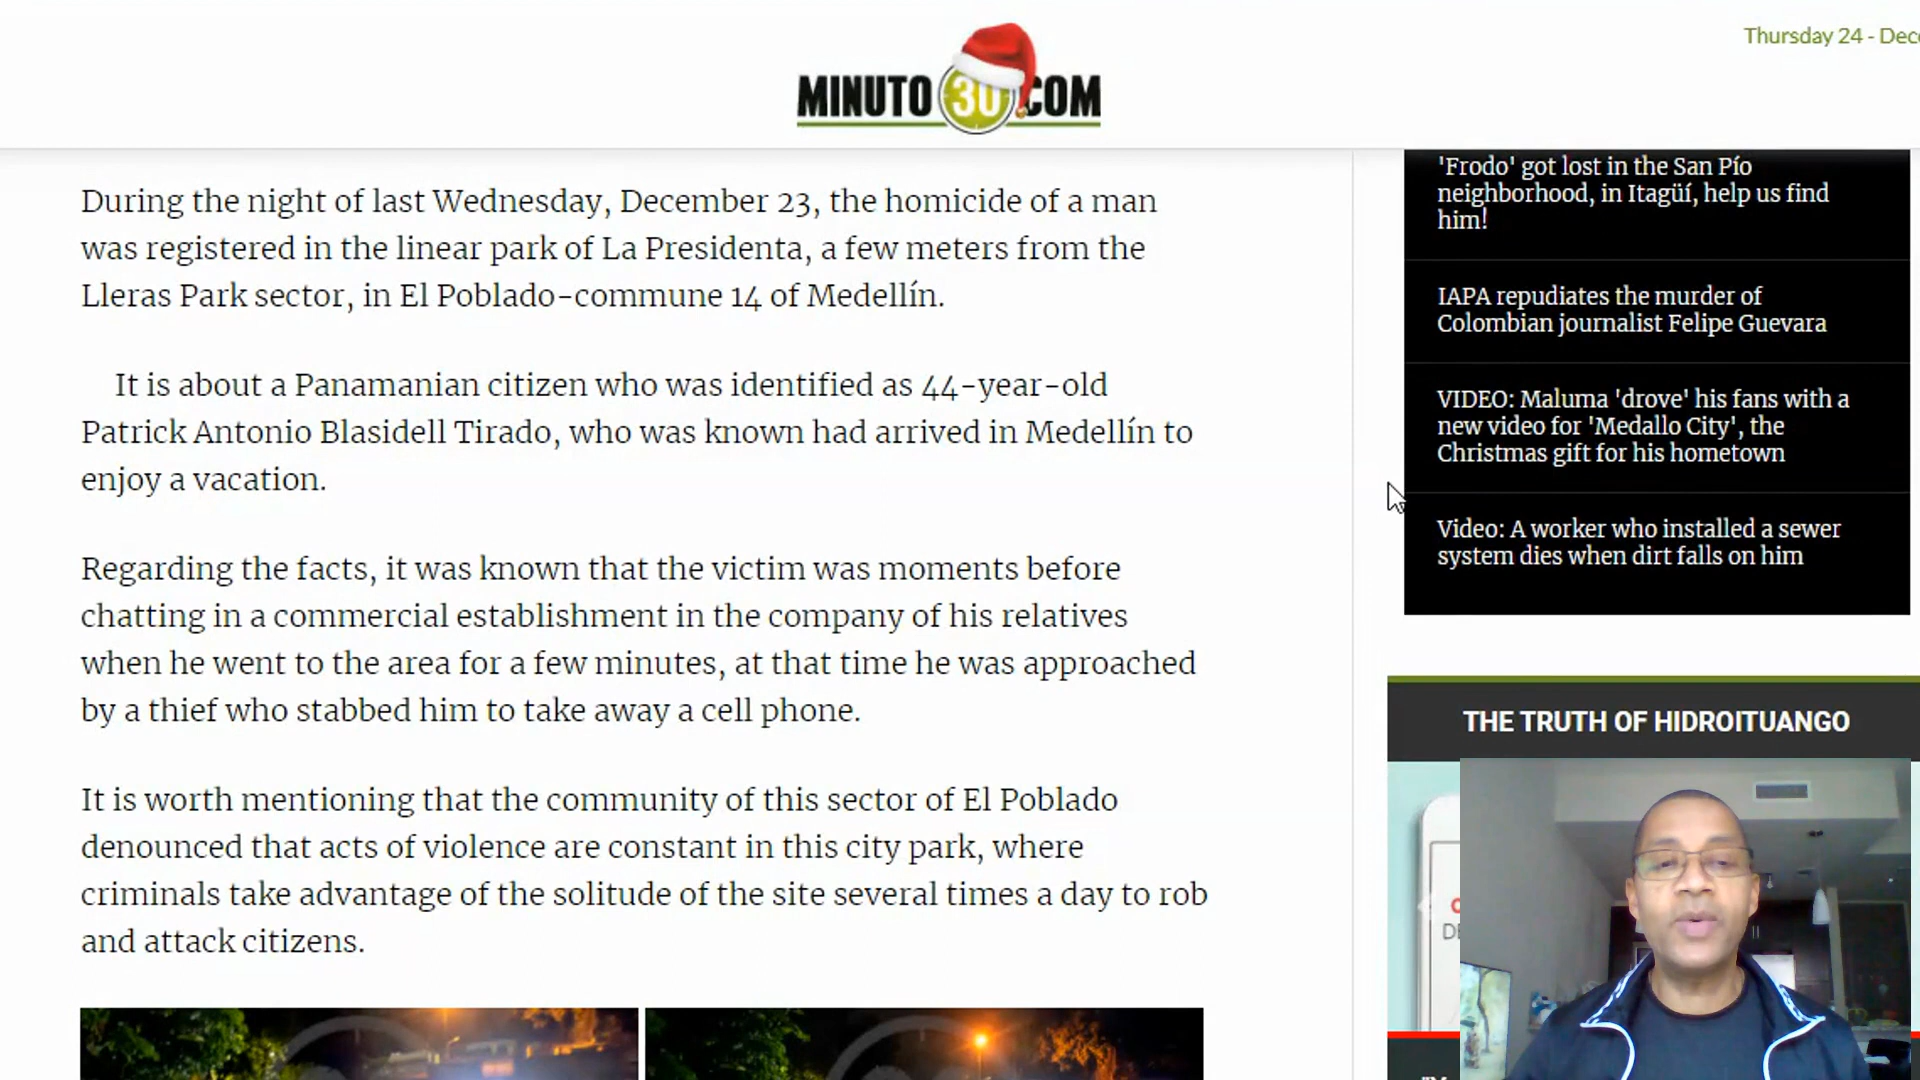 Thursday 24 - Dec
MINUTO 30 .COM
During the night of last Wednesday, December 23, the homicide of a man
was registered in the linear park of La Presidenta, a few meters from the
Lleras Park sector, in El Poblado-commune 14 of Medellín.
It is about a Panamanian citizen who was identified as 44-year-old
Patrick Antonio Blasidell Tirado, who was known had arrived in Medellín to
enjoy a vacation.
Regarding the facts, it was known that the victim was moments before
chatting in a commercial establishment in the company of his relatives
when he went to the area for a few minutes, at that time he was approached
by a thief who stabbed him to take away a cell phone.
It is worth mentioning that the community of this sector of El Poblado
denounced that acts of violence are constant in this city park, where
criminals take advantage of the solitude of the site several times a day to rob
and attack citizens.
'Frodo' got lost in the San Pío
neighborhood, in Itagüí, help us find
him!
IAPA repudiates the murder of
Colombian journalist Felipe Guevara
VIDEO: Maluma 'drove' his fans with a
new video for 'Medallo City', the
Christmas gift for his hometown
Video: A worker who installed a sewer
system dies when dirt falls on him
THE TRUTH OF HIDROITUANGO